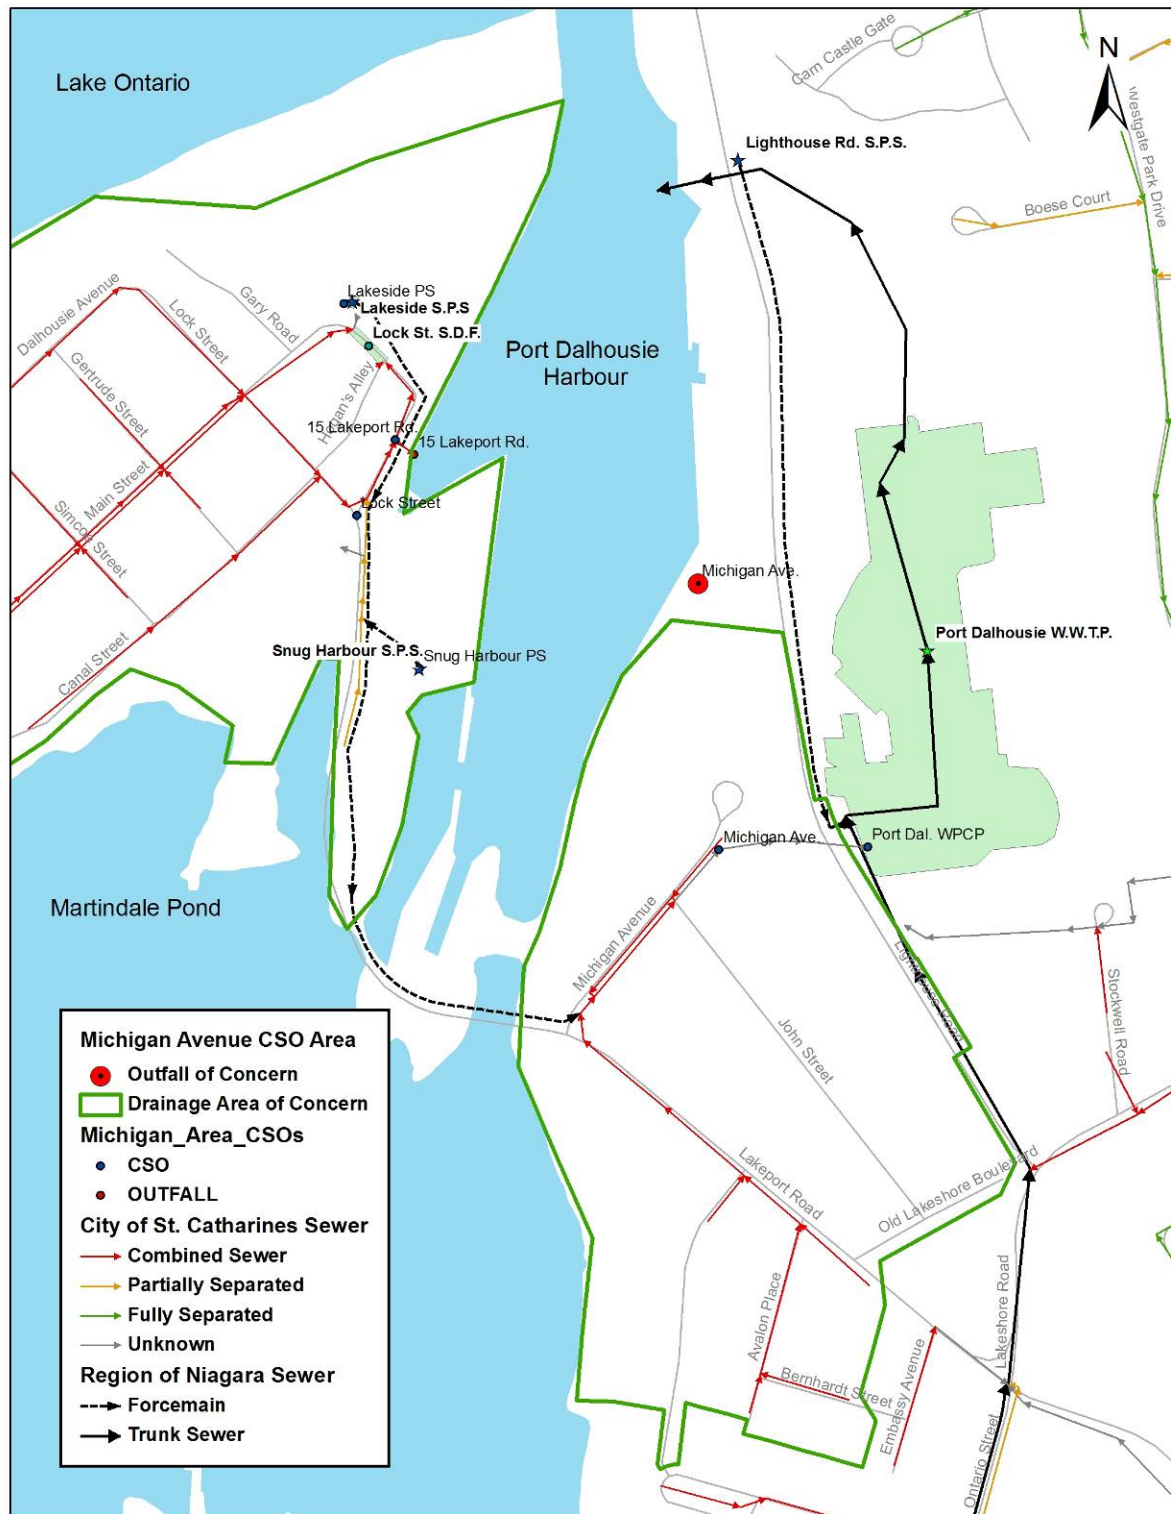 Lake Ontario
Carn Castle Gate
N
Westgate Park Drive
Lighthouse Rd. S.P.S.
Boese Court
Dalhousie Avenue
Lock Street
Gary Road
Lakeside PS
Lakeside S.P.S
Lock St. S.D.F.
Port Dalhousie
Harbour
Gertrude Street
Hogan's Alley
15 Lakeport Rd.
15 Lakeport Rd.
Main Street
Simcoe Street
Lock Street
Michigan Ave.
Canal Street
Snug Harbour S.P.S.
Snug Harbour PS
Port Dalhousie W.W.T.P.
Michigan Ave
Port Dal. WPCP
Martindale Pond
Michigan Avenue
Lighthouse Road
Stockwell Road
John Street
Lakeport Road
Old Lakeshore Boulevard
Lakeshore Road
Avalon Place
Bernhardt Street
Embassy Avenue
Ontario Street
Michigan Avenue CSO Area
Outfall of Concern
Drainage Area of Concern
Michigan_Area_CSOs
CSO
OUTFALL
City of St. Catharines Sewer
Combined Sewer
Partially Separated
Fully Separated
Unknown
Region of Niagara Sewer
Forcemain
Trunk Sewer